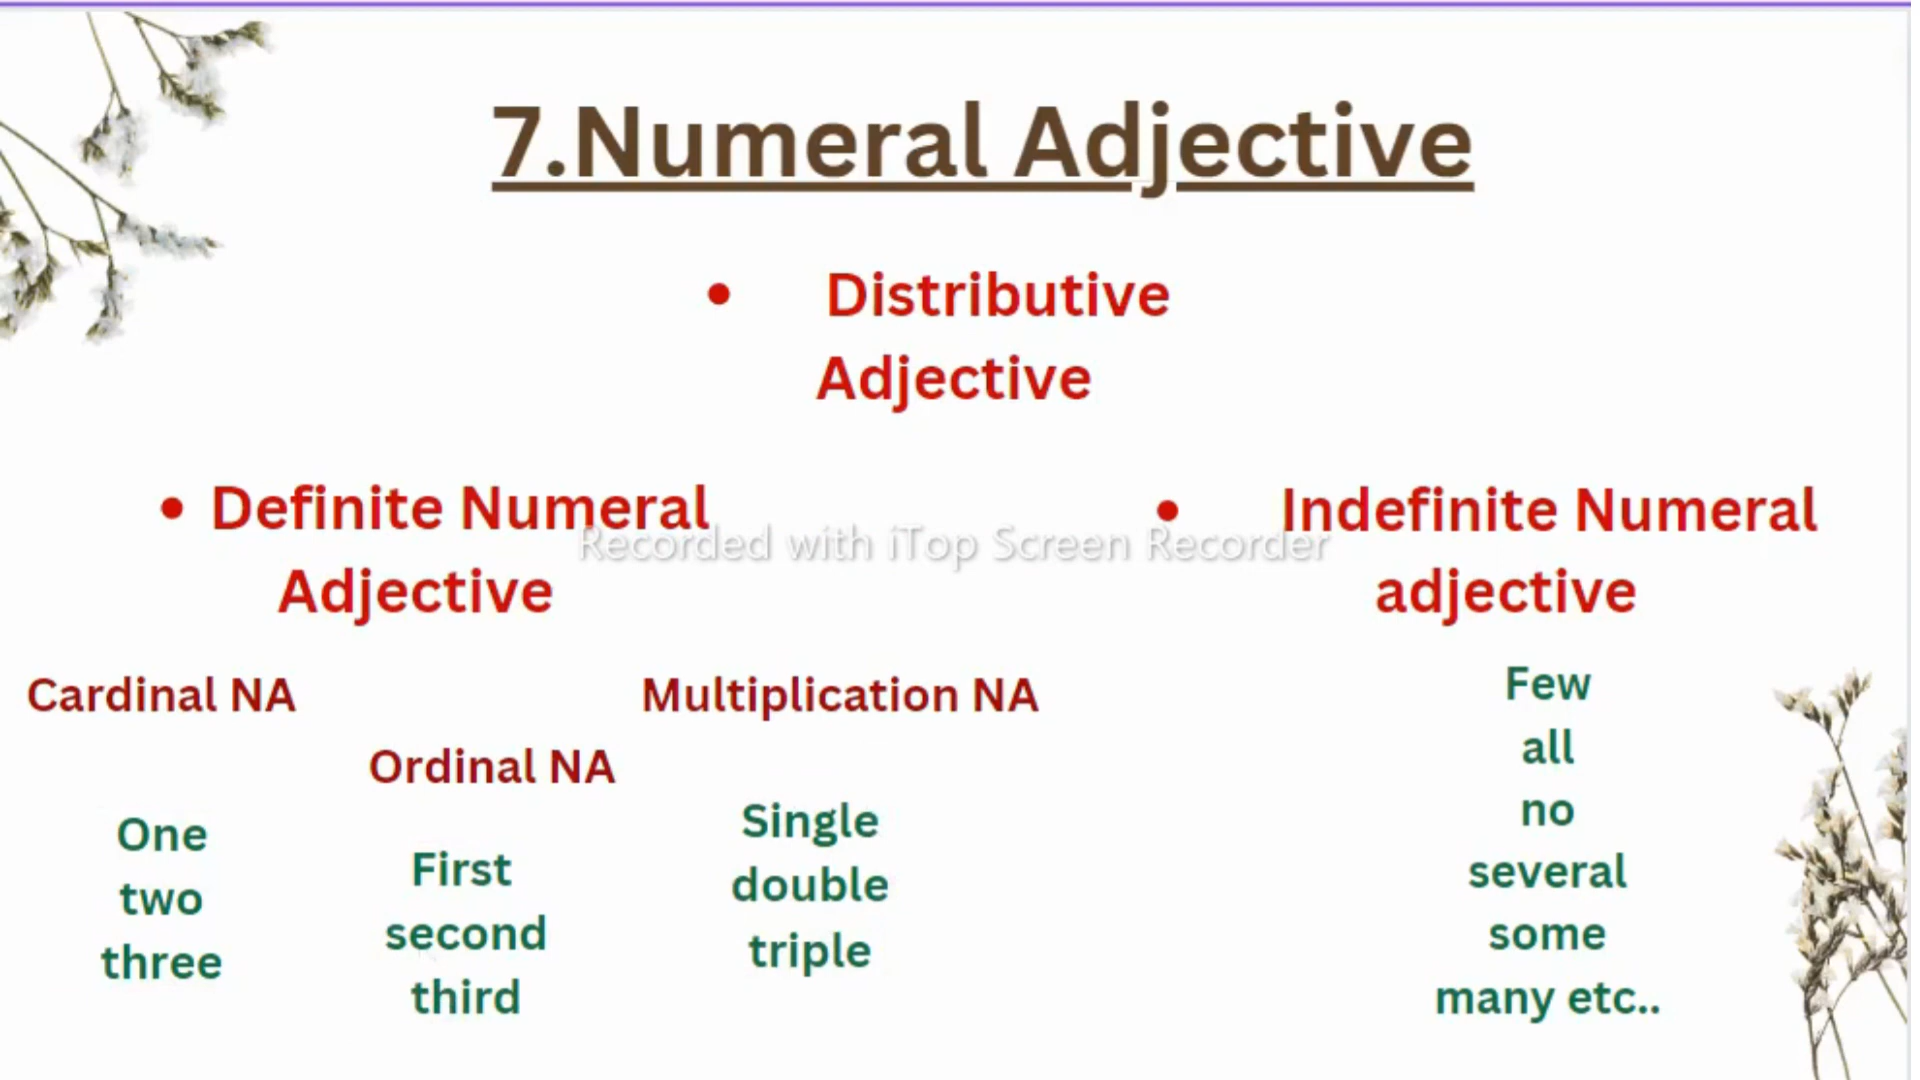 7.Numeral Adjective
• Distributive
Adjective
• Definite Numeral
Adjective
• Indefinite Numeral
adjective
Recorded with iTop Screen Recorder
Cardinal NA
One
two
three
Ordinal NA
First
second
third
Multiplication NA
Single
double
triple
Few
all
no
several
some
many etc..